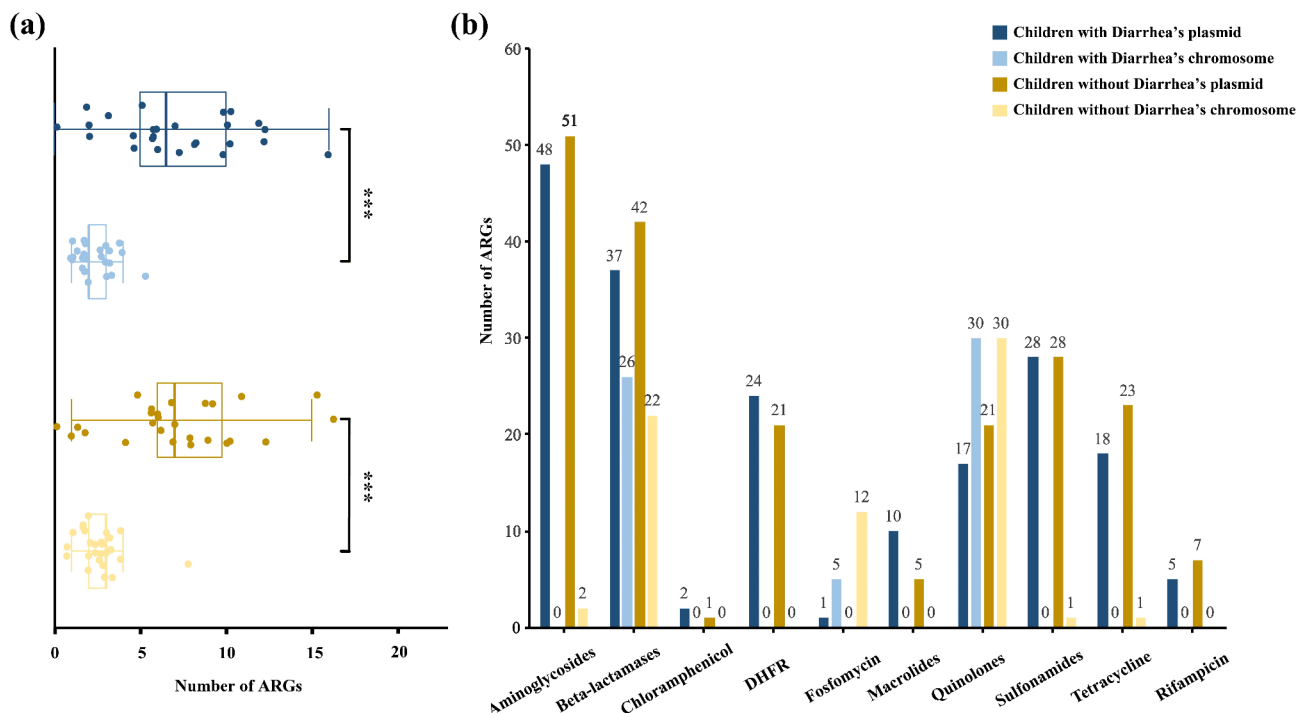 (a)
***
***
0 5 10 15 20
Number of ARGs
(b)
Children with Diarrhea's plasmid
Children with Diarrhea's chromosome
Children without Diarrhea's plasmid
Children without Diarrhea's chromosome
Number of ARGs
60
50
40
30
20
10
0
48 0 51 2
37 26 42 22
2 0 1 0
24 0 21 0
1 5 0 12
10 0 5 0
17 30 21 30
28 0 28 1
18 0 23 1
5 0 7 0
Aminoglycosides
Beta-lactamases
Chloramphenicol
DHFR
Fosfomycin
Macrolides
Quinolones
Sulfonamides
Tetracycline
Rifampicin